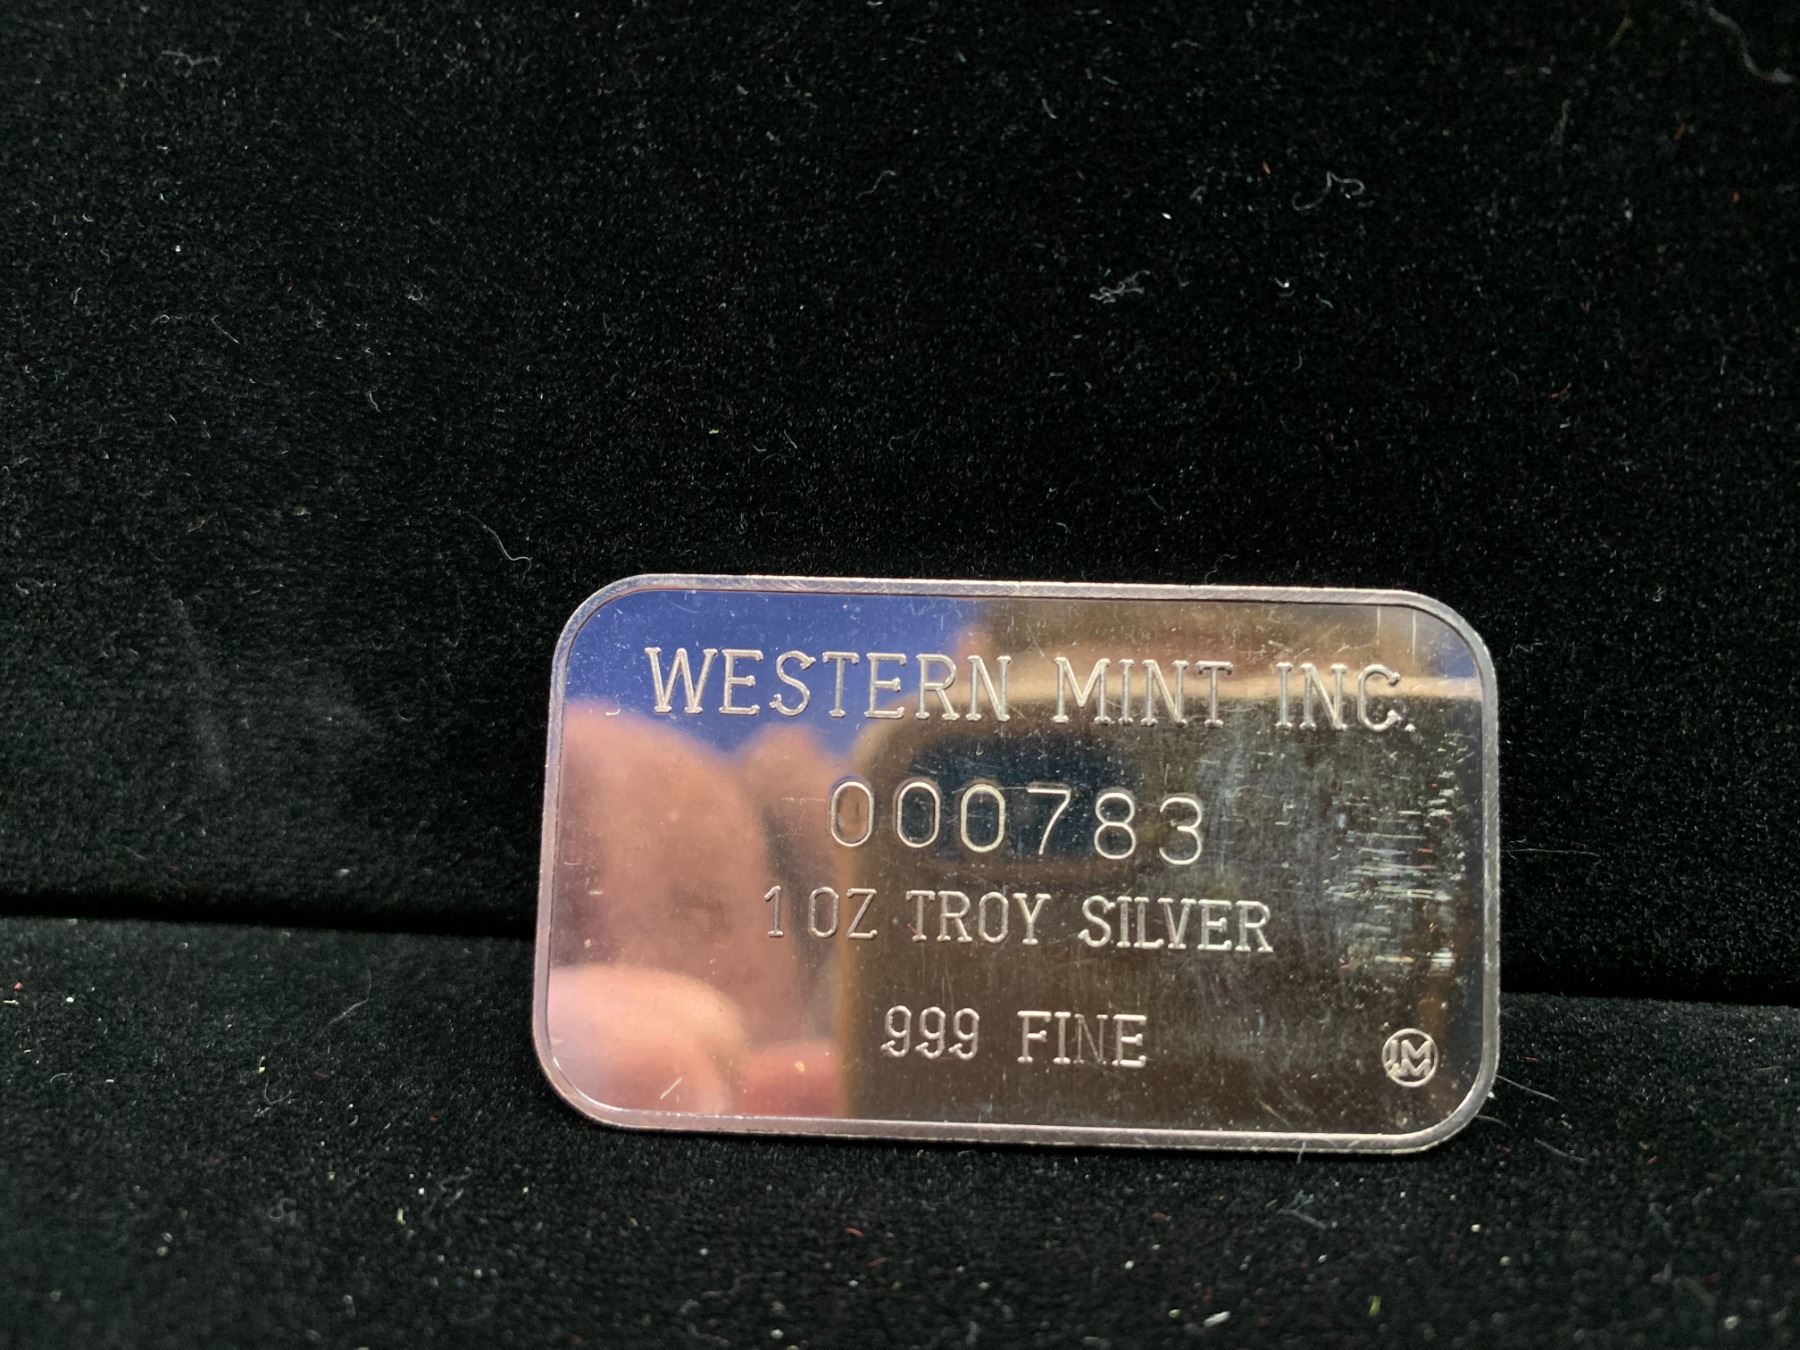 WESTERN MINT INC.
000783
1 OZ TROY SILVER
999 FINE